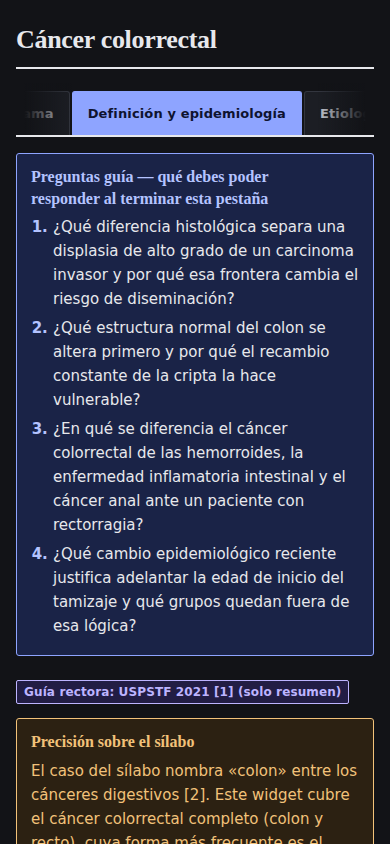 Cáncer colorrectal
Definición y epidemiología
Preguntas guía — qué debes poder
responder al terminar esta pestaña
1. ¿Qué diferencia histológica separa una
displasia de alto grado de un carcinoma
invasor y por qué esa frontera cambia el
riesgo de diseminación?
2. ¿Qué estructura normal del colon se
altera primero y por qué el recambio
constante de la cripta la hace
vulnerable?
3. ¿En qué se diferencia el cáncer
colorrectal de las hemorroides, la
enfermedad inflamatoria intestinal y el
cáncer anal ante un paciente con
rectorragia?
4. ¿Qué cambio epidemiológico reciente
justifica adelantar la edad de inicio del
tamizaje y qué grupos quedan fuera de
esa lógica?
Guía rectora: USPSTF 2021 [1] (solo resumen)
Precisión sobre el sílabo
El caso del sílabo nombra «colon» entre los
cánceres digestivos [2]. Este widget cubre
el cáncer colorrectal completo (colon y
recto), cuya forma más frecuente es el